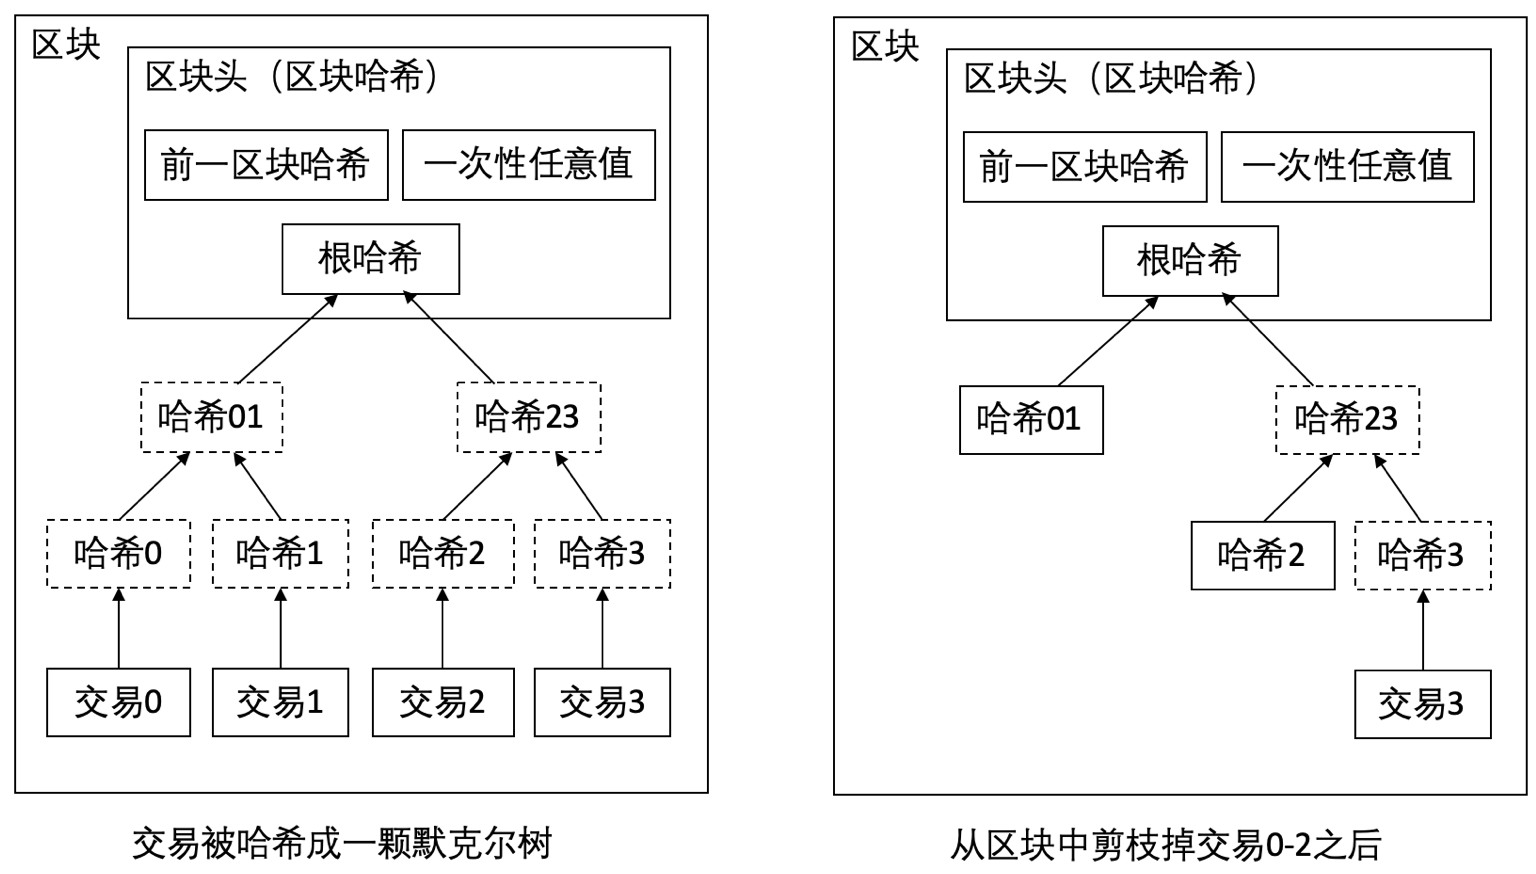 区块
区块头（区块哈希）
前一区块哈希
一次性任意值
根哈希
哈希01
哈希23
哈希0
哈希1
哈希2
哈希3
交易0
交易1
交易2
交易3
交易被哈希成一颗默克尔树
区块
区块头（区块哈希）
前一区块哈希
一次性任意值
根哈希
哈希01
哈希23
哈希2
哈希3
交易3
从区块中剪枝掉交易0-2之后